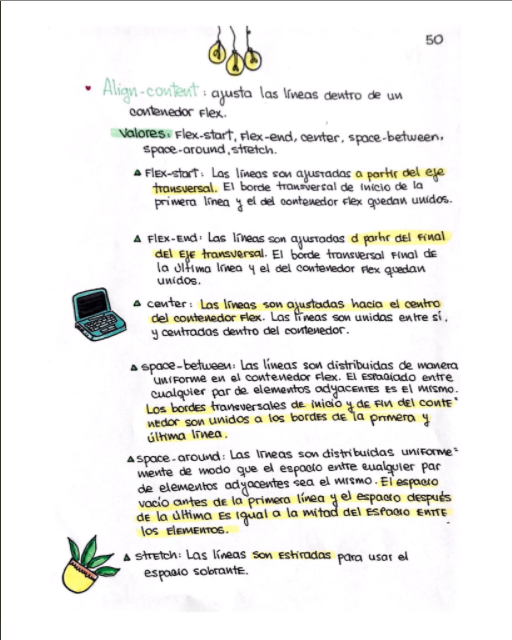 50
Align-content: ajusta las líneas dentro de un
contenedor Flex.
Valores: Flex-start, Flex-end, center, space-between,
space-around, stretch.
Flex-start: Las líneas son ajustadas a partir del eje
transversal. El borde transversal de inicio de la
primera línea y el del contenedor Flex quedan unidos.
Flex-End: Las líneas son ajustadas a partir del Final
del Eje transversal. El borde transversal Final de
la última línea y el del contenedor Flex quedan
unidos.
center: Las líneas son ajustadas hacia el centro
del contenedor Flex. Las líneas son unidas entre sí,
y centradas dentro del contenedor.
space-between: Las líneas son distribuidas de manera
uniforme en el contenedor Flex. El Espaciado entre
cualquier par de elementos adyacentes es el mismo.
Los bordes transversales de inicio y de Fin del conte-
nedor son unidos a los bordes de la primera y
última línea.
space-around: Las líneas son distribuidas uniforme-
mente de modo que el espacio entre cualquier par
de elementos adyacentes sea el mismo. El espacio
vacío antes de la primera línea y el espacio después
de la última es igual a la mitad del espacio entre
los elementos.
stretch: Las líneas son estiradas para usar el
espacio sobrante.